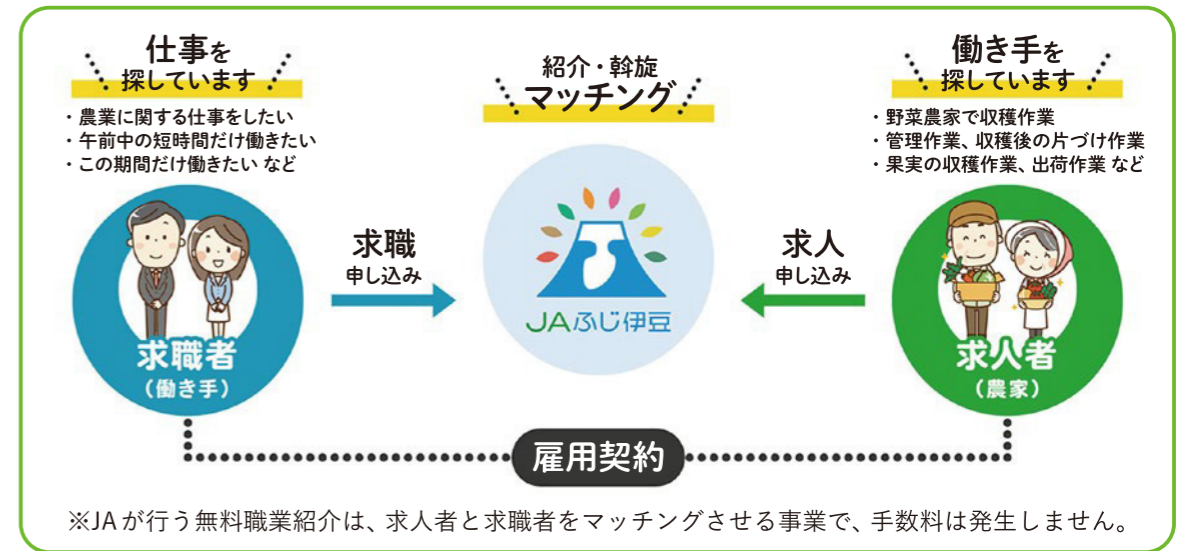 仕事を
探しています
・農業に関する仕事をしたい
・午前中の短時間だけ働きたい
・この期間だけ働きたい など
紹介・斡旋
マッチング
働き手を
探しています
・野菜農家で収穫作業
・管理作業、収穫後の片づけ作業
・果実の収穫作業、出荷作業 など
求職
申し込み
JAふじ伊豆
求人
申し込み
求職者
（働き手）
求人者
（農家）
雇用契約
※JAが行う無料職業紹介は、求人者と求職者をマッチングさせる事業で、手数料は発生しません。